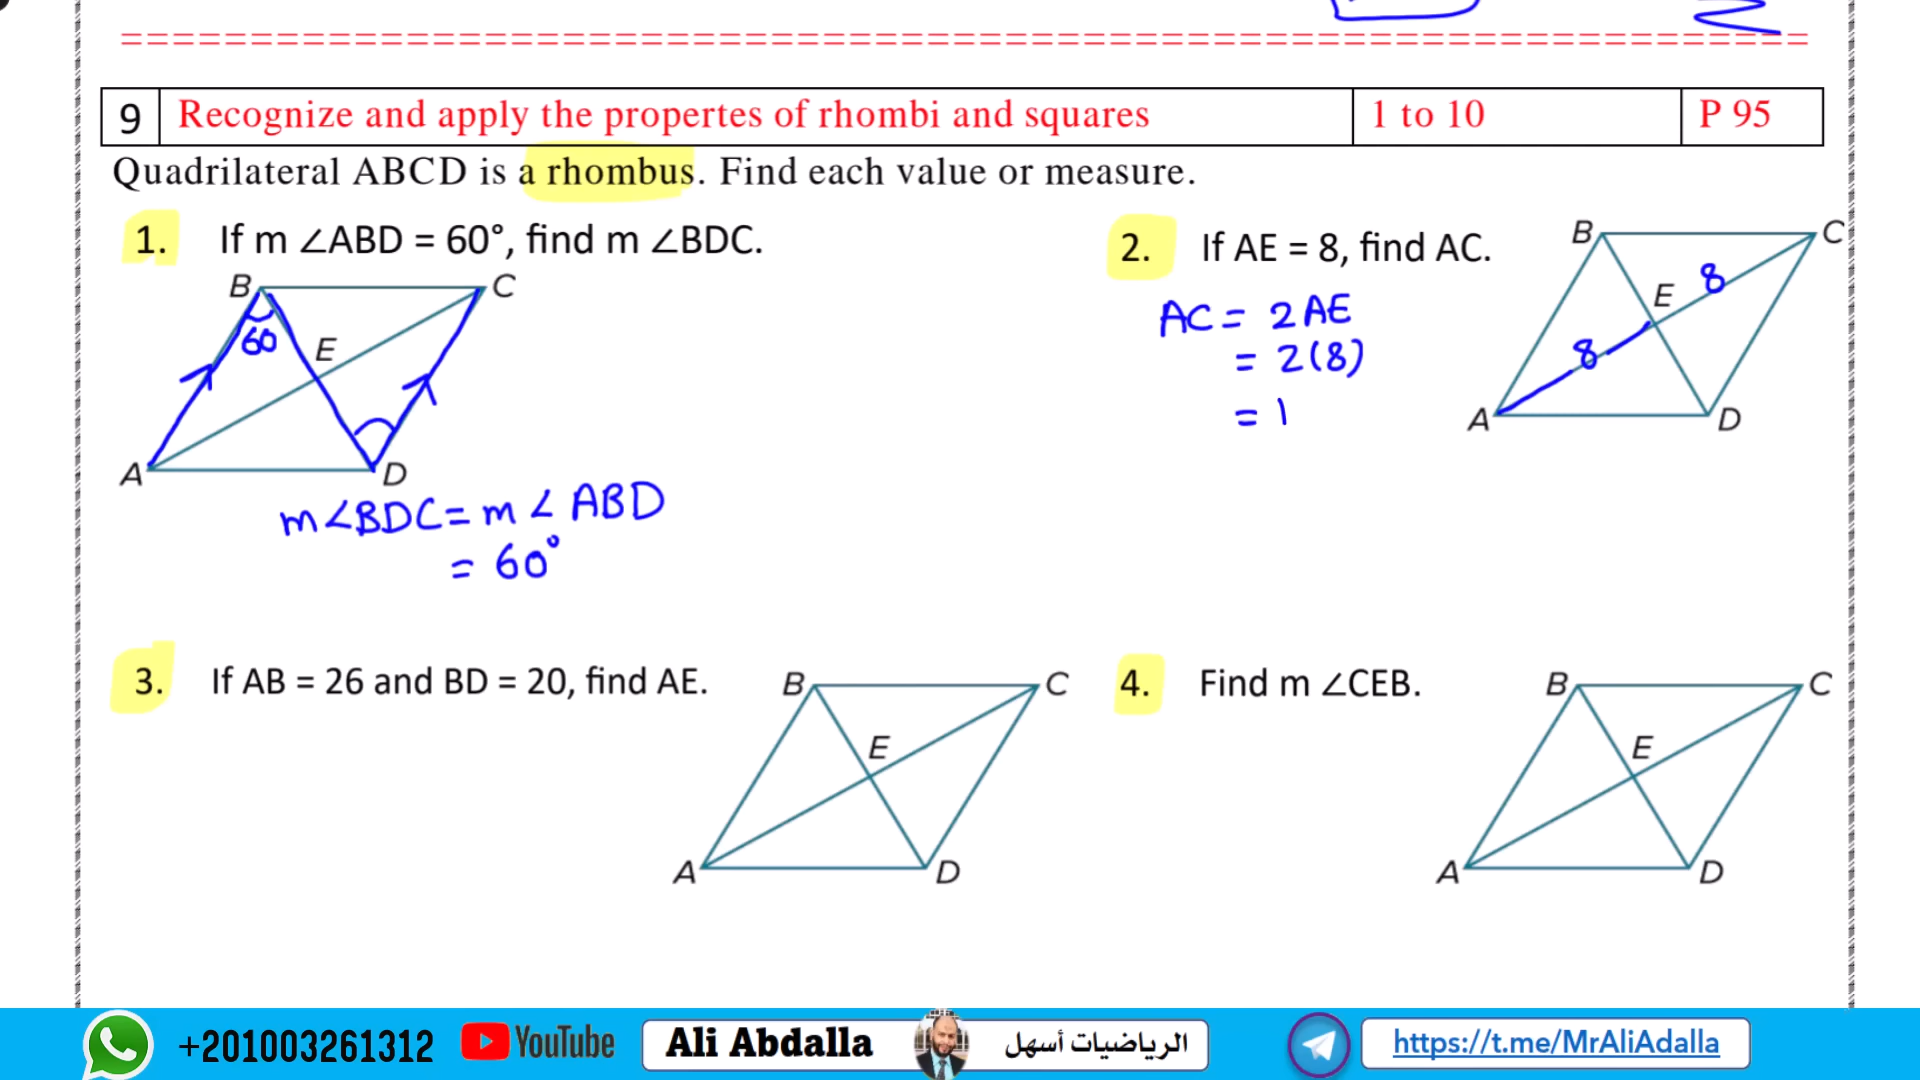 ============================================================
9 Recognize and apply the propertes of rhombi and squares 1 to 10 P 95
Quadrilateral ABCD is a rhombus. Find each value or measure.
1. If m ∠ABD = 60°, find m ∠BDC.
B C
60 E
A D
m∠BDC = m∠ABD
= 60°
2. If AE = 8, find AC.
B C
E 8
8
A D
AC = 2AE
= 2(8)
= 1
3. If AB = 26 and BD = 20, find AE.
B C
E
A D
4. Find m ∠CEB.
B C
E
A D
+201003261312 YouTube Ali Abdalla الرياضيات أسهل https://t.me/MrAliAdalla